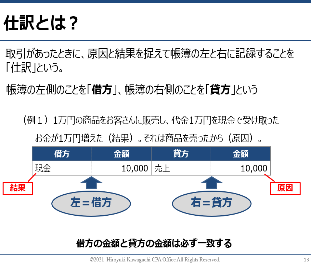 仕訳とは？
取引があったときに、原因と結果を捉えて帳簿の左と右に記録することを
「仕訳」という。
帳簿の左側のことを「借方」、帳簿の右側のことを「貸方」という
（例１）1万円の商品をお客さんに販売し、代金1万円を現金で受け取った
お金が1万円増えた（結果）。それは商品を売ったから（原因）。
借方 金額 貸方 金額
現金 10,000 売上 10,000
結果 原因
左＝借方 右＝貸方
借方の金額と貸方の金額は必ず一致する
©2021 Hiroyuki Kawaguchi CPA Office All Rights Reserved.